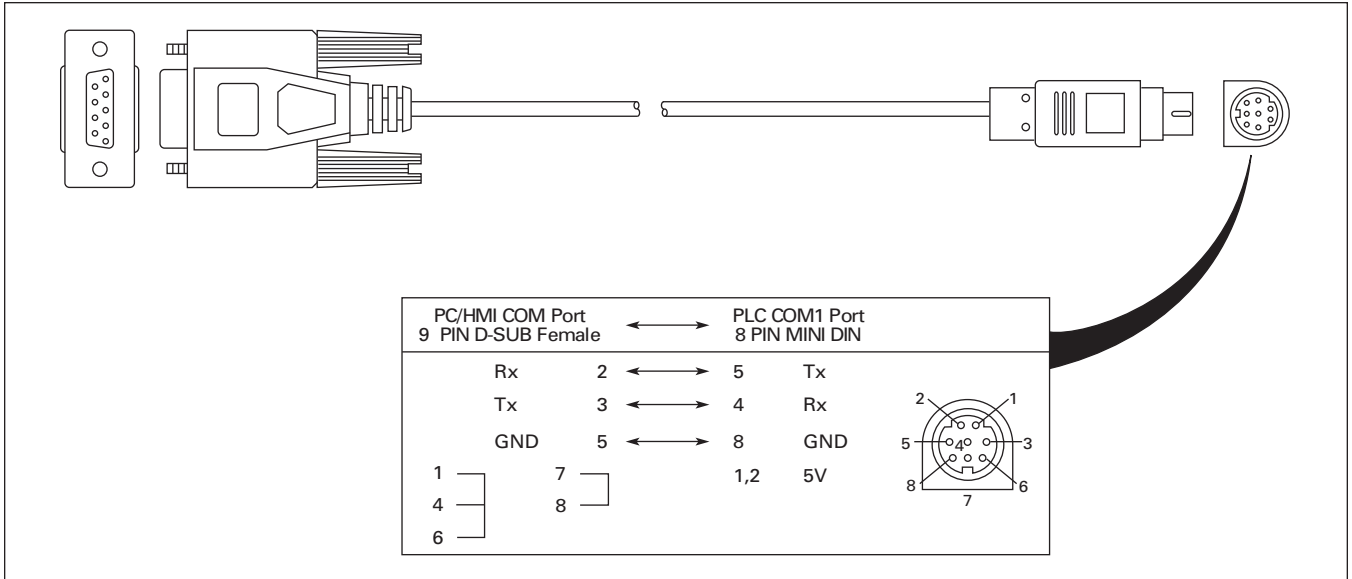 PC/HMI COM Port PLC COM1 Port
9 PIN D-SUB Female 8 PIN MINI DIN
Rx 2 5 Tx
Tx 3 4 Rx
GND 5 8 GND
1 7 1,2 5V
4 8
6
2 1
5 4 3
8 6
7